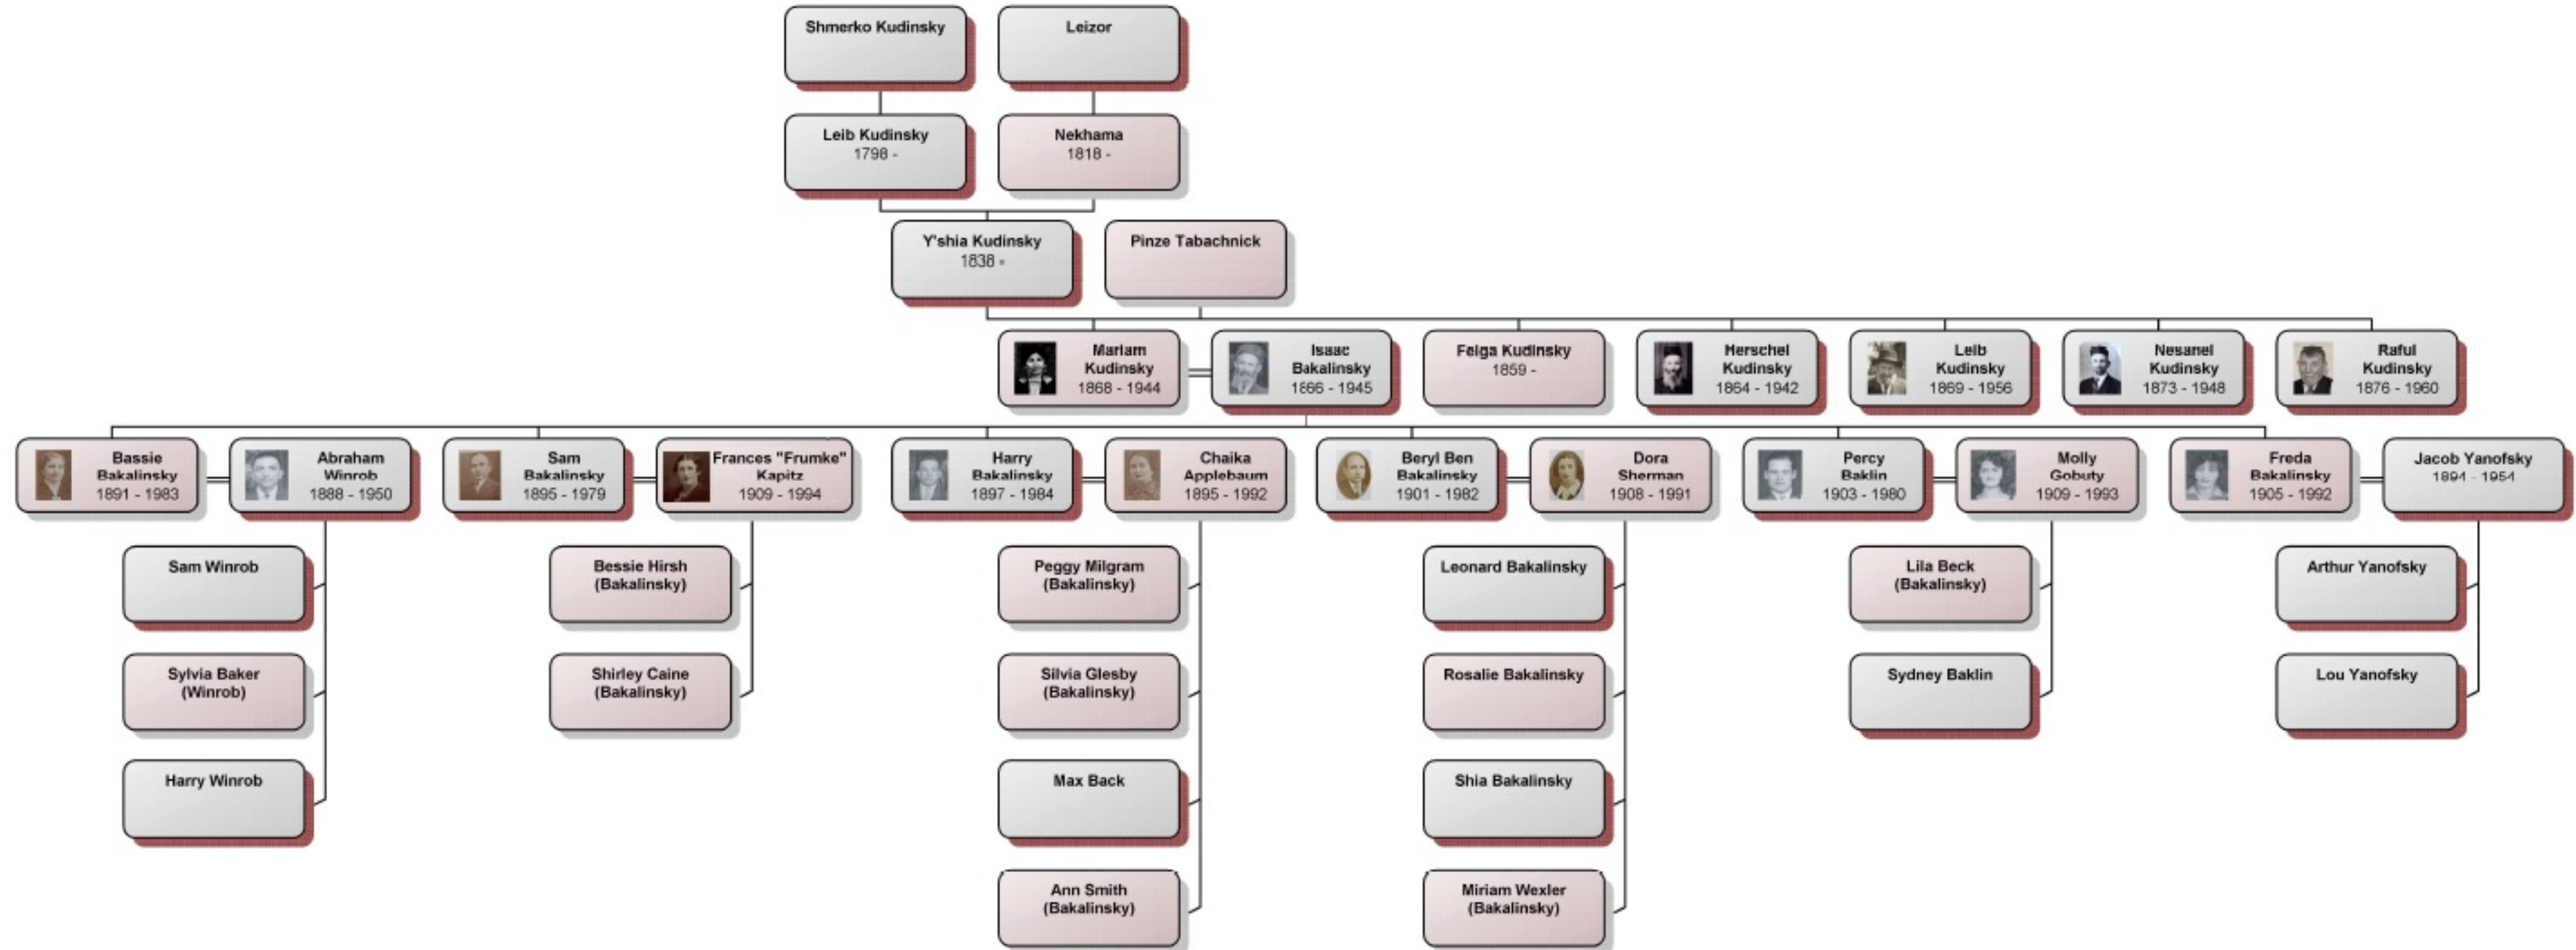 Shmerko Kudinsky
Leizor
Leib Kudinsky
1798 -
Nekhama
1818 -
Y'shia Kudinsky
1838 -
Pinze Tabachnick
Mariam
Kudinsky
1868 - 1944
Isaac
Bakalinsky
1866 - 1945
Feiga Kudinsky
1859 -
Herschel
Kudinsky
1864 - 1942
Leib
Kudinsky
1869 - 1956
Nesanel
Kudinsky
1873 - 1948
Raful
Kudinsky
1876 - 1960
Bassie
Bakalinsky
1891 - 1983
Abraham
Winrob
1888 - 1950
Sam
Bakalinsky
1895 - 1979
Frances "Frumke"
Kapitz
1909 - 1994
Harry
Bakalinsky
1897 - 1984
Chaika
Applebaum
1895 - 1992
Beryl Ben
Bakalinsky
1901 - 1982
Dora
Sherman
1908 - 1991
Percy
Baklin
1903 - 1980
Molly
Gobuty
1909 - 1993
Freda
Bakalinsky
1905 - 1992
Jacob Yanofsky
1894 - 1954
Sam Winrob
Bessie Hirsh
(Bakalinsky)
Peggy Milgram
(Bakalinsky)
Leonard Bakalinsky
Lila Beck
(Bakalinsky)
Arthur Yanofsky
Sylvia Baker
(Winrob)
Shirley Caine
(Bakalinsky)
Silvia Glesby
(Bakalinsky)
Rosalie Bakalinsky
Sydney Baklin
Lou Yanofsky
Harry Winrob
Max Back
Shia Bakalinsky
Ann Smith
(Bakalinsky)
Miriam Wexler
(Bakalinsky)